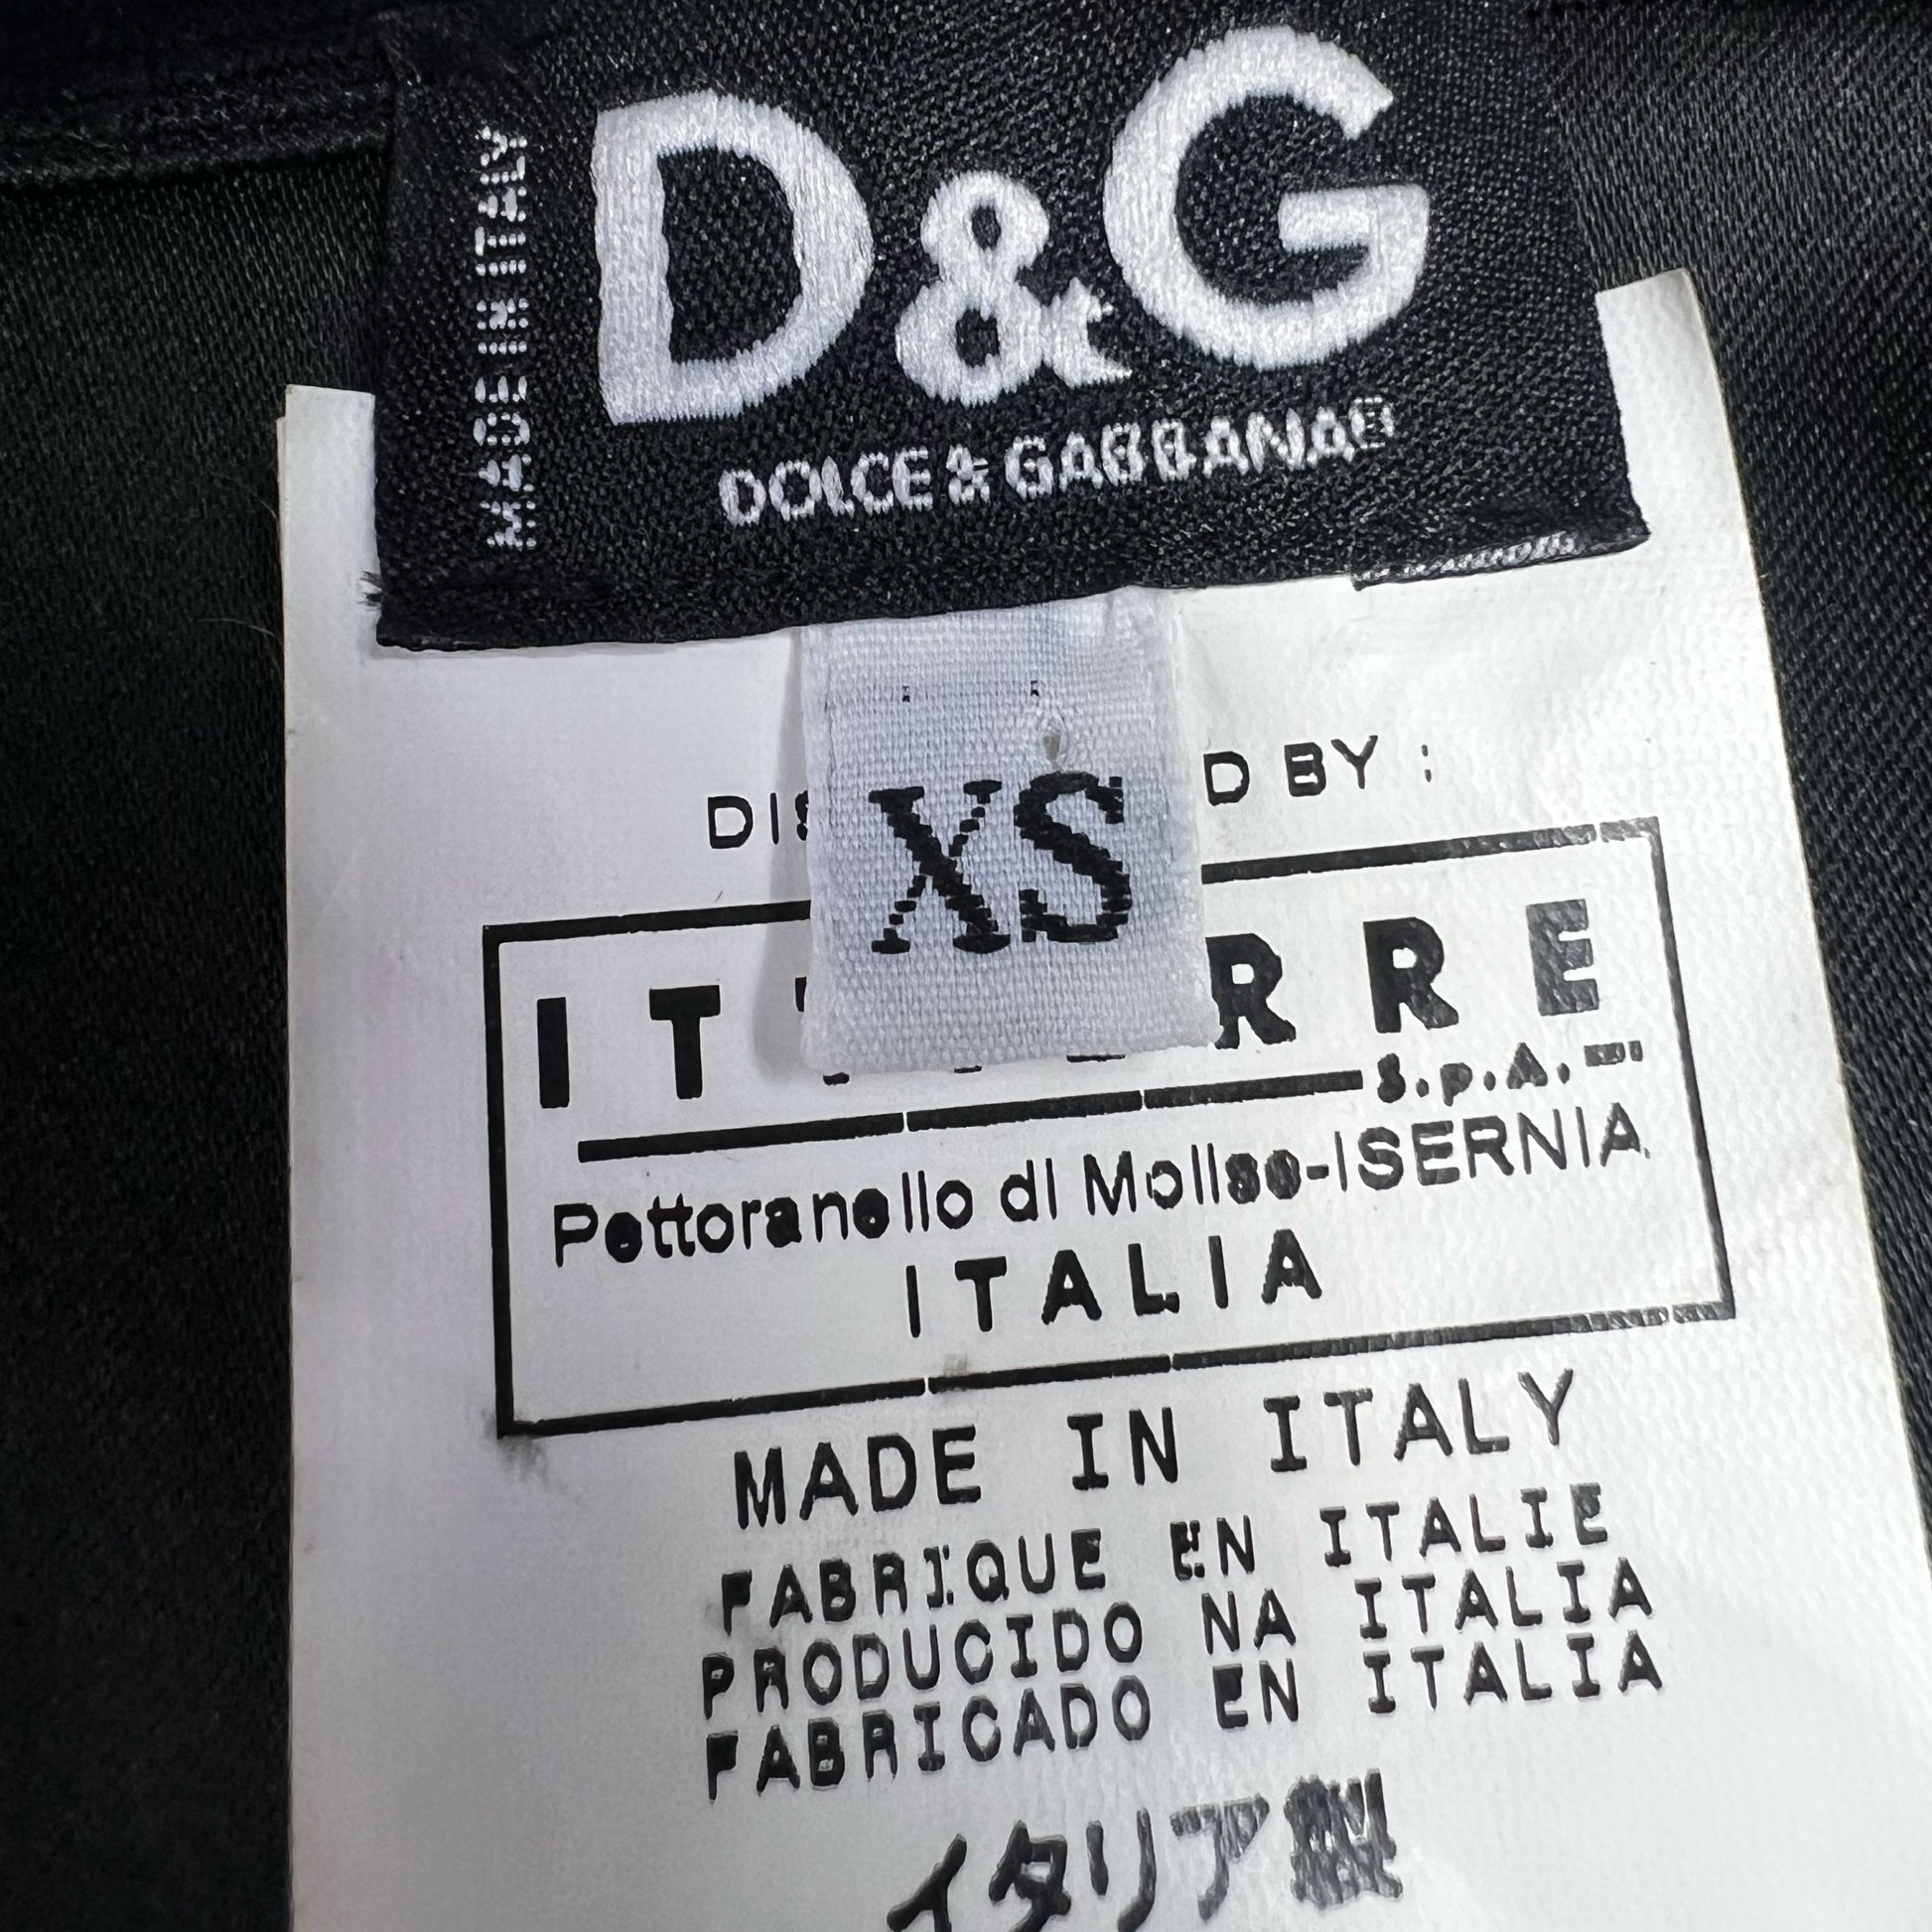 MADE IN ITALY
D&G
DOLCE & GABBANA
XS
D BY :
S.p.A.
Pettoranello di Molise-ISERNIA
ITALIA
MADE IN ITALY
FABRIQUE EN ITALIE
PRODUCIDO NA ITALIA
FABRICADO EN ITALIA
イタリア製